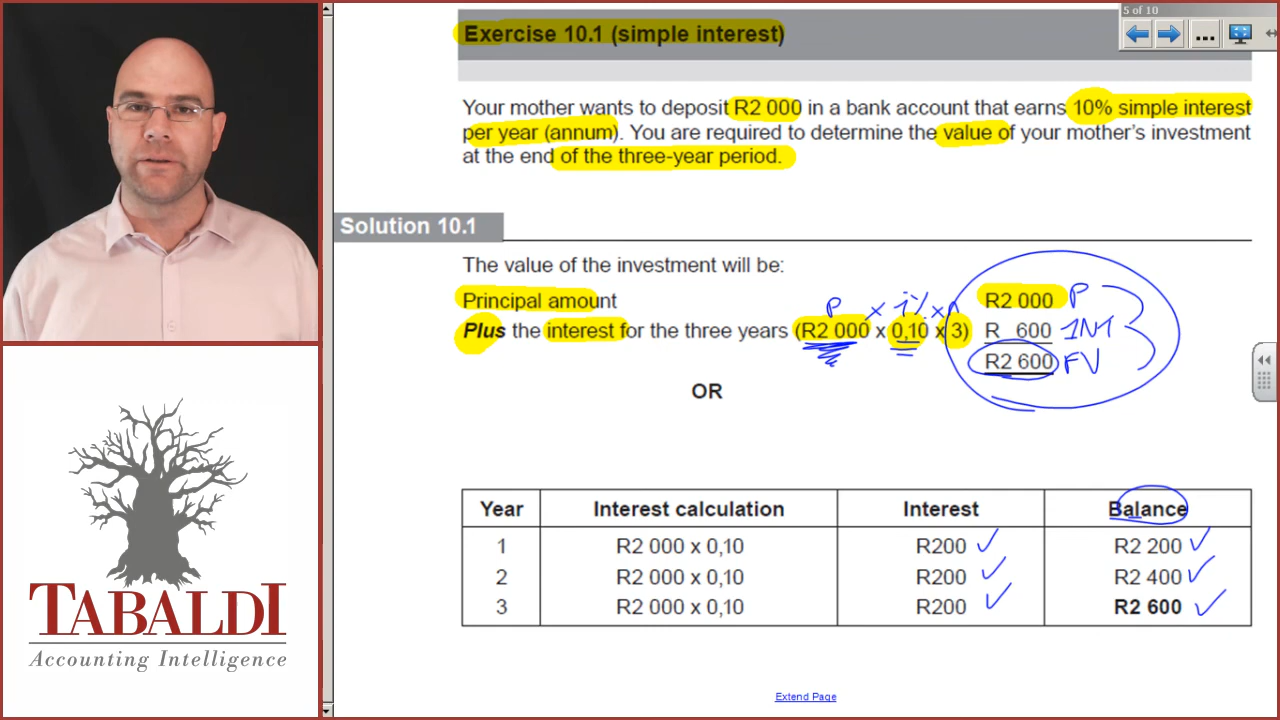 5 of 10
Exercise 10.1 (simple interest)
Your mother wants to deposit R2 000 in a bank account that earns 10% simple interest
per year (annum). You are required to determine the value of your mother's investment
at the end of the three-year period.
Solution 10.1
The value of the investment will be:
P x i% x n
Principal amount R2 000 P
Plus the interest for the three years (R2 000 x 0,10 x 3) R 600 INT
R2 600 FV
OR
Year Interest calculation Interest Balance
1 R2 000 x 0,10 R200 R2 200
2 R2 000 x 0,10 R200 R2 400
3 R2 000 x 0,10 R200 R2 600
Extend Page
TABALDI
Accounting Intelligence